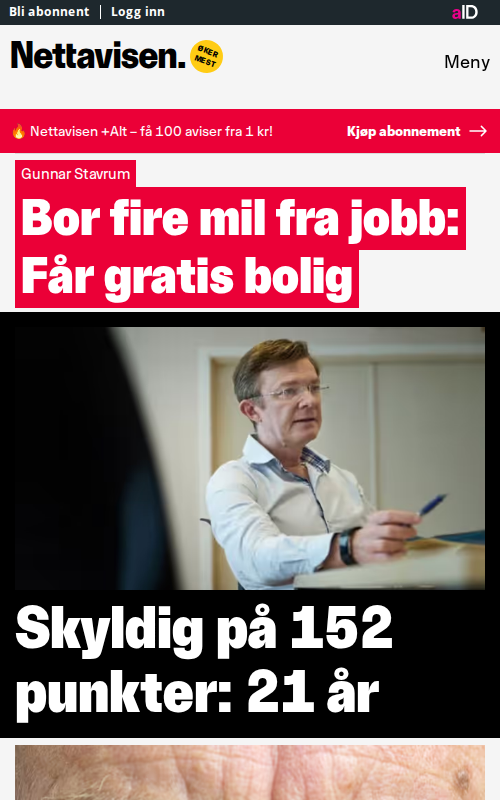 Bli abonnent | Logg inn
aID
Nettavisen.
ØKER
MEST
Meny
🔥 Nettavisen +Alt – få 100 aviser fra 1 kr!
Kjøp abonnement →
Gunnar Stavrum
Bor fire mil fra jobb:
Får gratis bolig
Skyldig på 152
punkter: 21 år